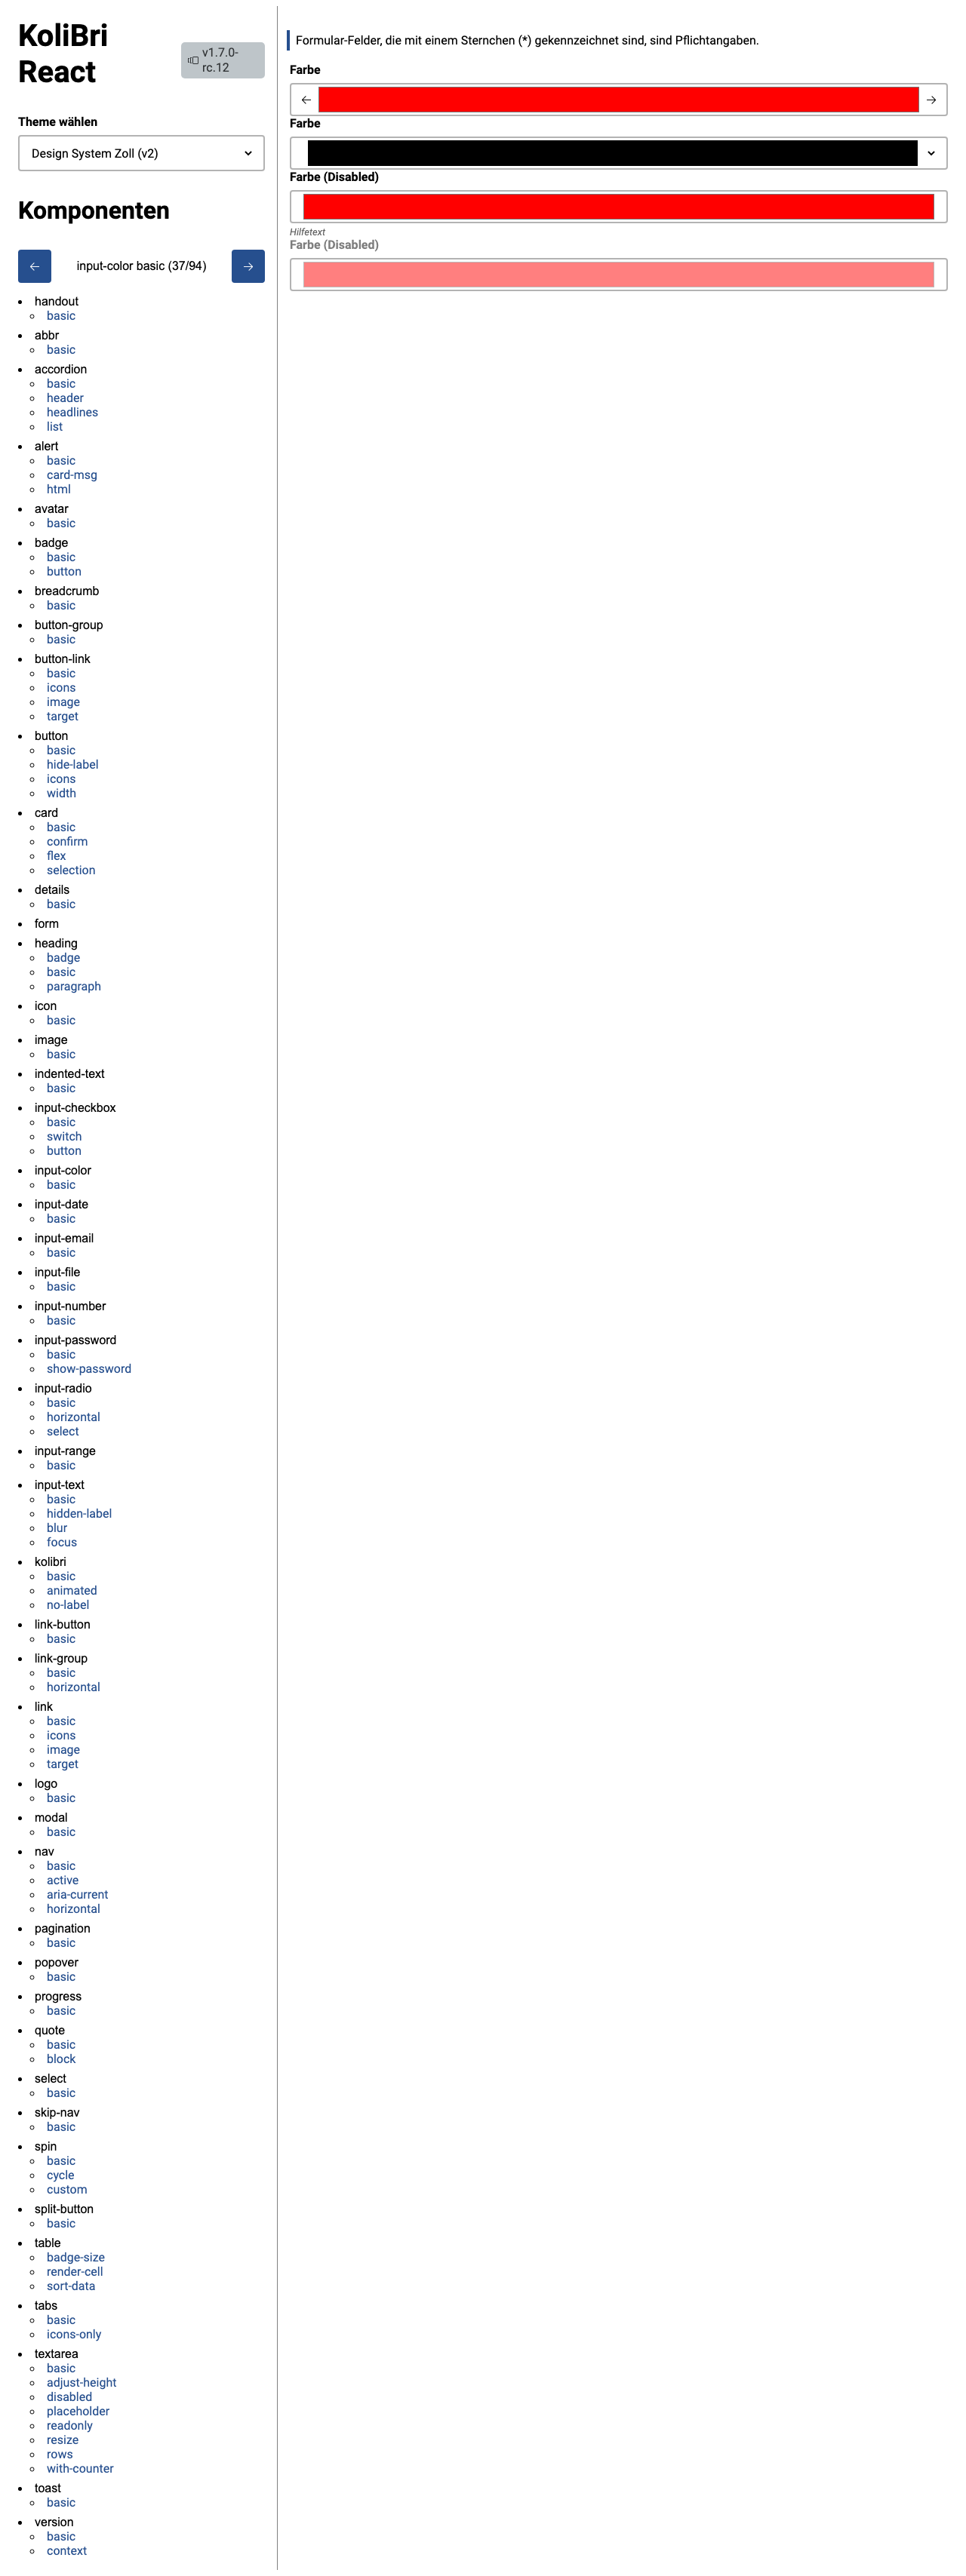 KoliBri
React
v1.7.0-
rc.12
Theme wählen
Design System Zoll (v2)
Komponenten
input-color basic (37/94)
handout
basic
abbr
basic
accordion
basic
header
headlines
list
alert
basic
card-msg
html
avatar
basic
badge
basic
button
breadcrumb
basic
button-group
basic
button-link
basic
icons
image
target
button
basic
hide-label
icons
width
card
basic
confirm
flex
selection
details
basic
form
heading
badge
basic
paragraph
icon
basic
image
basic
indented-text
basic
input-checkbox
basic
switch
button
input-color
basic
input-date
basic
input-email
basic
input-file
basic
input-number
basic
input-password
basic
show-password
input-radio
basic
horizontal
select
input-range
basic
input-text
basic
hidden-label
blur
focus
kolibri
basic
animated
no-label
link-button
basic
link-group
basic
horizontal
link
basic
icons
image
target
logo
basic
modal
basic
nav
basic
active
aria-current
horizontal
pagination
basic
popover
basic
progress
basic
quote
basic
block
select
basic
skip-nav
basic
spin
basic
cycle
custom
split-button
basic
table
badge-size
render-cell
sort-data
tabs
basic
icons-only
textarea
basic
adjust-height
disabled
placeholder
readonly
resize
rows
with-counter
toast
basic
version
basic
context
Formular-Felder, die mit einem Sternchen (*) gekennzeichnet sind, sind Pflichtangaben.
Farbe
Farbe
Farbe (Disabled)
Hilfetext
Farbe (Disabled)